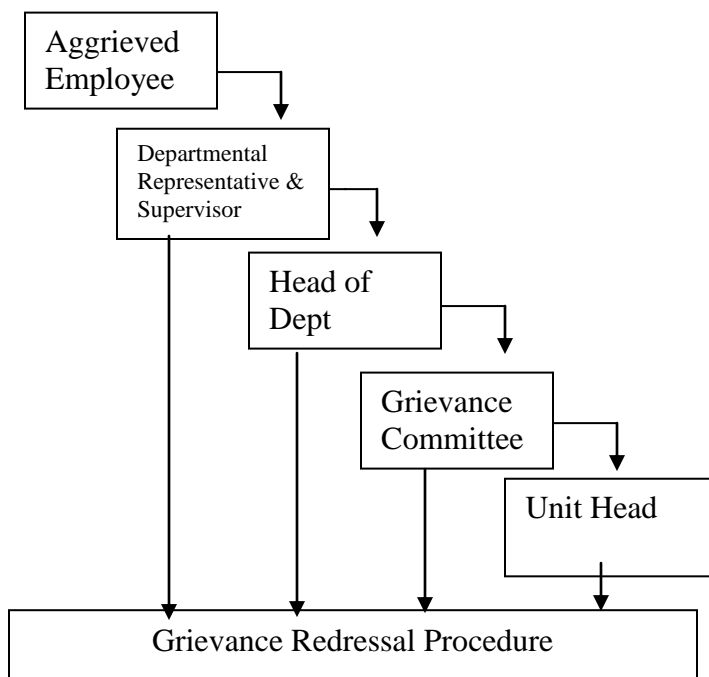 Aggrieved
Employee
Departmental
Representative &
Supervisor
Head of
Dept
Grievance
Committee
Unit Head
Grievance Redressal Procedure